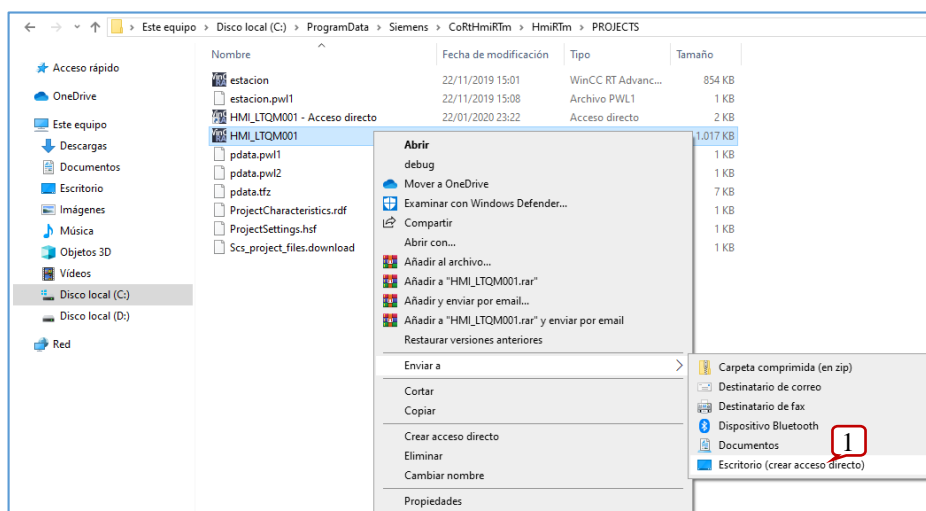 Este equipo > Disco local (C:) > ProgramData > Siemens > CoRtHmiRTm > HmiRTm > PROJECTS
Acceso rápido
OneDrive
Este equipo
Descargas
Documentos
Escritorio
Imágenes
Música
Objetos 3D
Vídeos
Disco local (C:)
Disco local (D:)
Red
Nombre Fecha de modificación Tipo Tamaño
estacion 22/11/2019 15:01 WinCC RT Advanc... 854 KB
estacion.pwl1 22/11/2019 15:08 Archivo PWL1 1 KB
HMI_LTQM001 - Acceso directo 22/01/2020 23:22 Acceso directo 2 KB
HMI_LTQM001 1.017 KB
pdata.pwl1 1 KB
pdata.pwl2 1 KB
pdata.tfz 7 KB
ProjectCharacteristics.rdf 1 KB
ProjectSettings.hsf 1 KB
Scs_project_files.download 1 KB
Abrir
debug
Mover a OneDrive
Examinar con Windows Defender...
Compartir
Abrir con...
Añadir al archivo...
Añadir a "HMI_LTQM001.rar"
Añadir y enviar por email...
Añadir a "HMI_LTQM001.rar" y enviar por email
Restaurar versiones anteriores
Enviar a
Cortar
Copiar
Crear acceso directo
Eliminar
Cambiar nombre
Propiedades
Carpeta comprimida (en zip)
Destinatario de correo
Destinatario de fax
Dispositivo Bluetooth
Documentos
1
Escritorio (crear acceso directo)